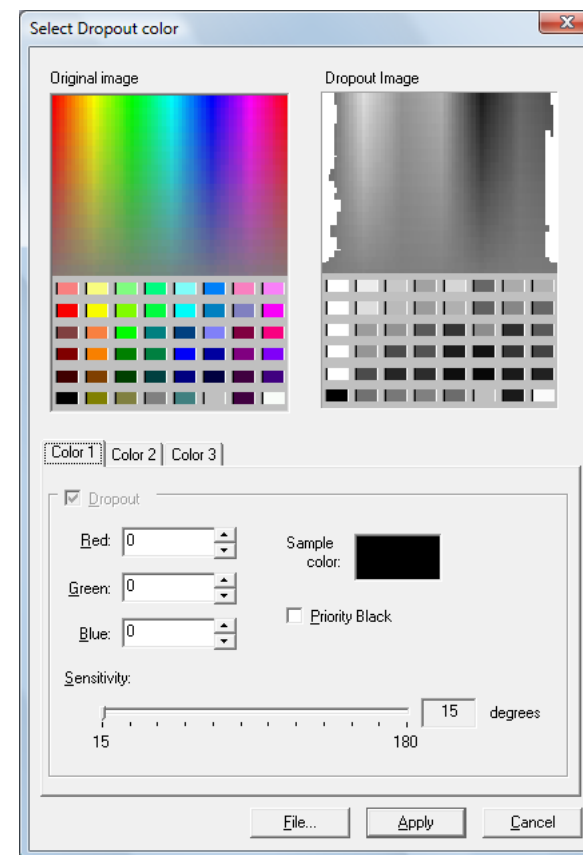 Select Dropout color
Original image
Dropout Image
Color 1
Color 2
Color 3
Dropout
Red: 0
Sample color:
Green: 0
Priority Black
Blue: 0
Sensitivity:
15 degrees
15 180
File... Apply Cancel